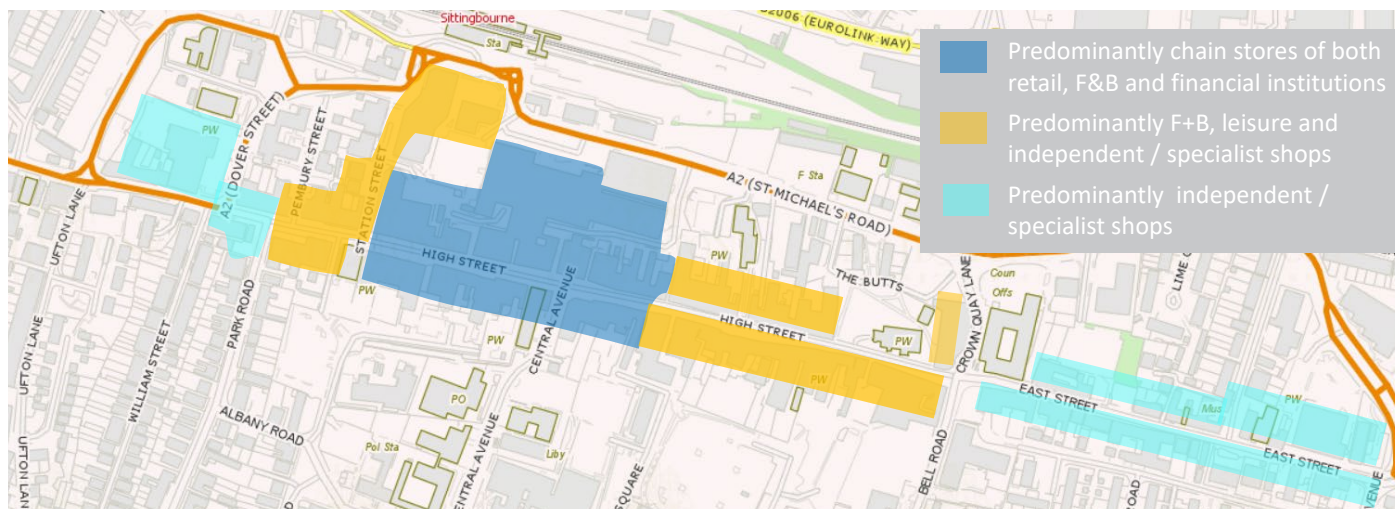 Sittingbourne
Sta
B2006 (EUROLINK WAY)
Predominantly chain stores of both
retail, F&B and financial institutions
Predominantly F+B, leisure and
independent / specialist shops
Predominantly independent /
specialist shops
PW
A2 (DOVER STREET)
PEMBURY STREET
STATION STREET
A2 (ST MICHAEL'S ROAD)
F Sta
UFTON LANE
HIGH STREET
PW
CENTRAL AVENUE
THE BUTTS
CROWN QUAY LANE
Coun
Offs
PARK ROAD
PW
HIGH STREET
PW
UFTON LANE
WILLIAM STREET
PW
EAST STREET
Mus
PW
ALBANY ROAD
PO
Pol Sta
CENTRAL AVENUE
Liby
SQUARE
BELL ROAD
ROAD
EAST STREET
AVENUE